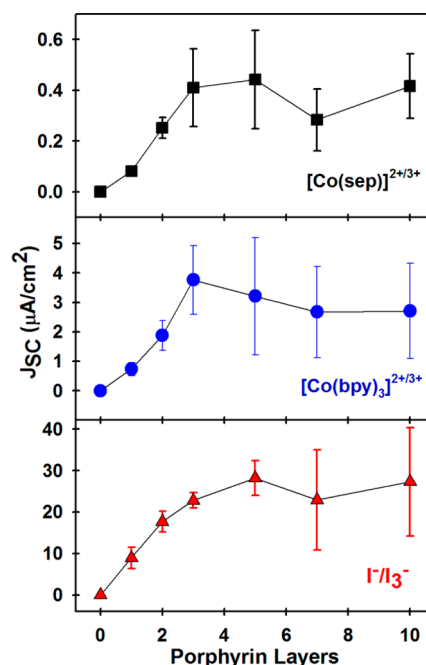 0.6
0.4
0.2
0.0
[Co(sep)]²⁺/³⁺
5
4
3
2
1
0
[Co(bpy)₃]²⁺/³⁺
J_SC (µA/cm²)
40
30
20
10
0
I⁻/I₃⁻
0 2 4 6 8 10
Porphyrin Layers